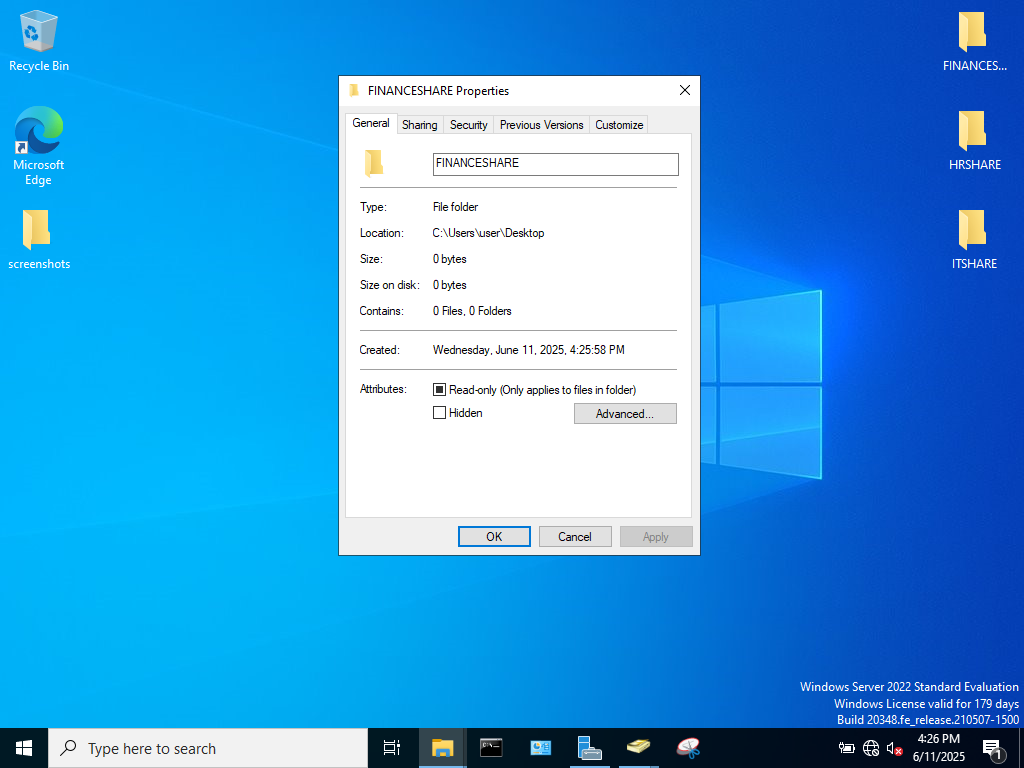 Recycle Bin
Microsoft
Edge
screenshots
FINANCES...
HRSHARE
ITSHARE
FINANCESHARE Properties
General Sharing Security Previous Versions Customize
FINANCESHARE
Type: File folder
Location: C:\Users\user\Desktop
Size: 0 bytes
Size on disk: 0 bytes
Contains: 0 Files, 0 Folders
Created: Wednesday, June 11, 2025, 4:25:58 PM
Attributes: Read-only (Only applies to files in folder)
Hidden Advanced...
OK Cancel Apply
Windows Server 2022 Standard Evaluation
Windows License valid for 179 days
Build 20348.fe_release.210507-1500
Type here to search
4:26 PM
6/11/2025
1